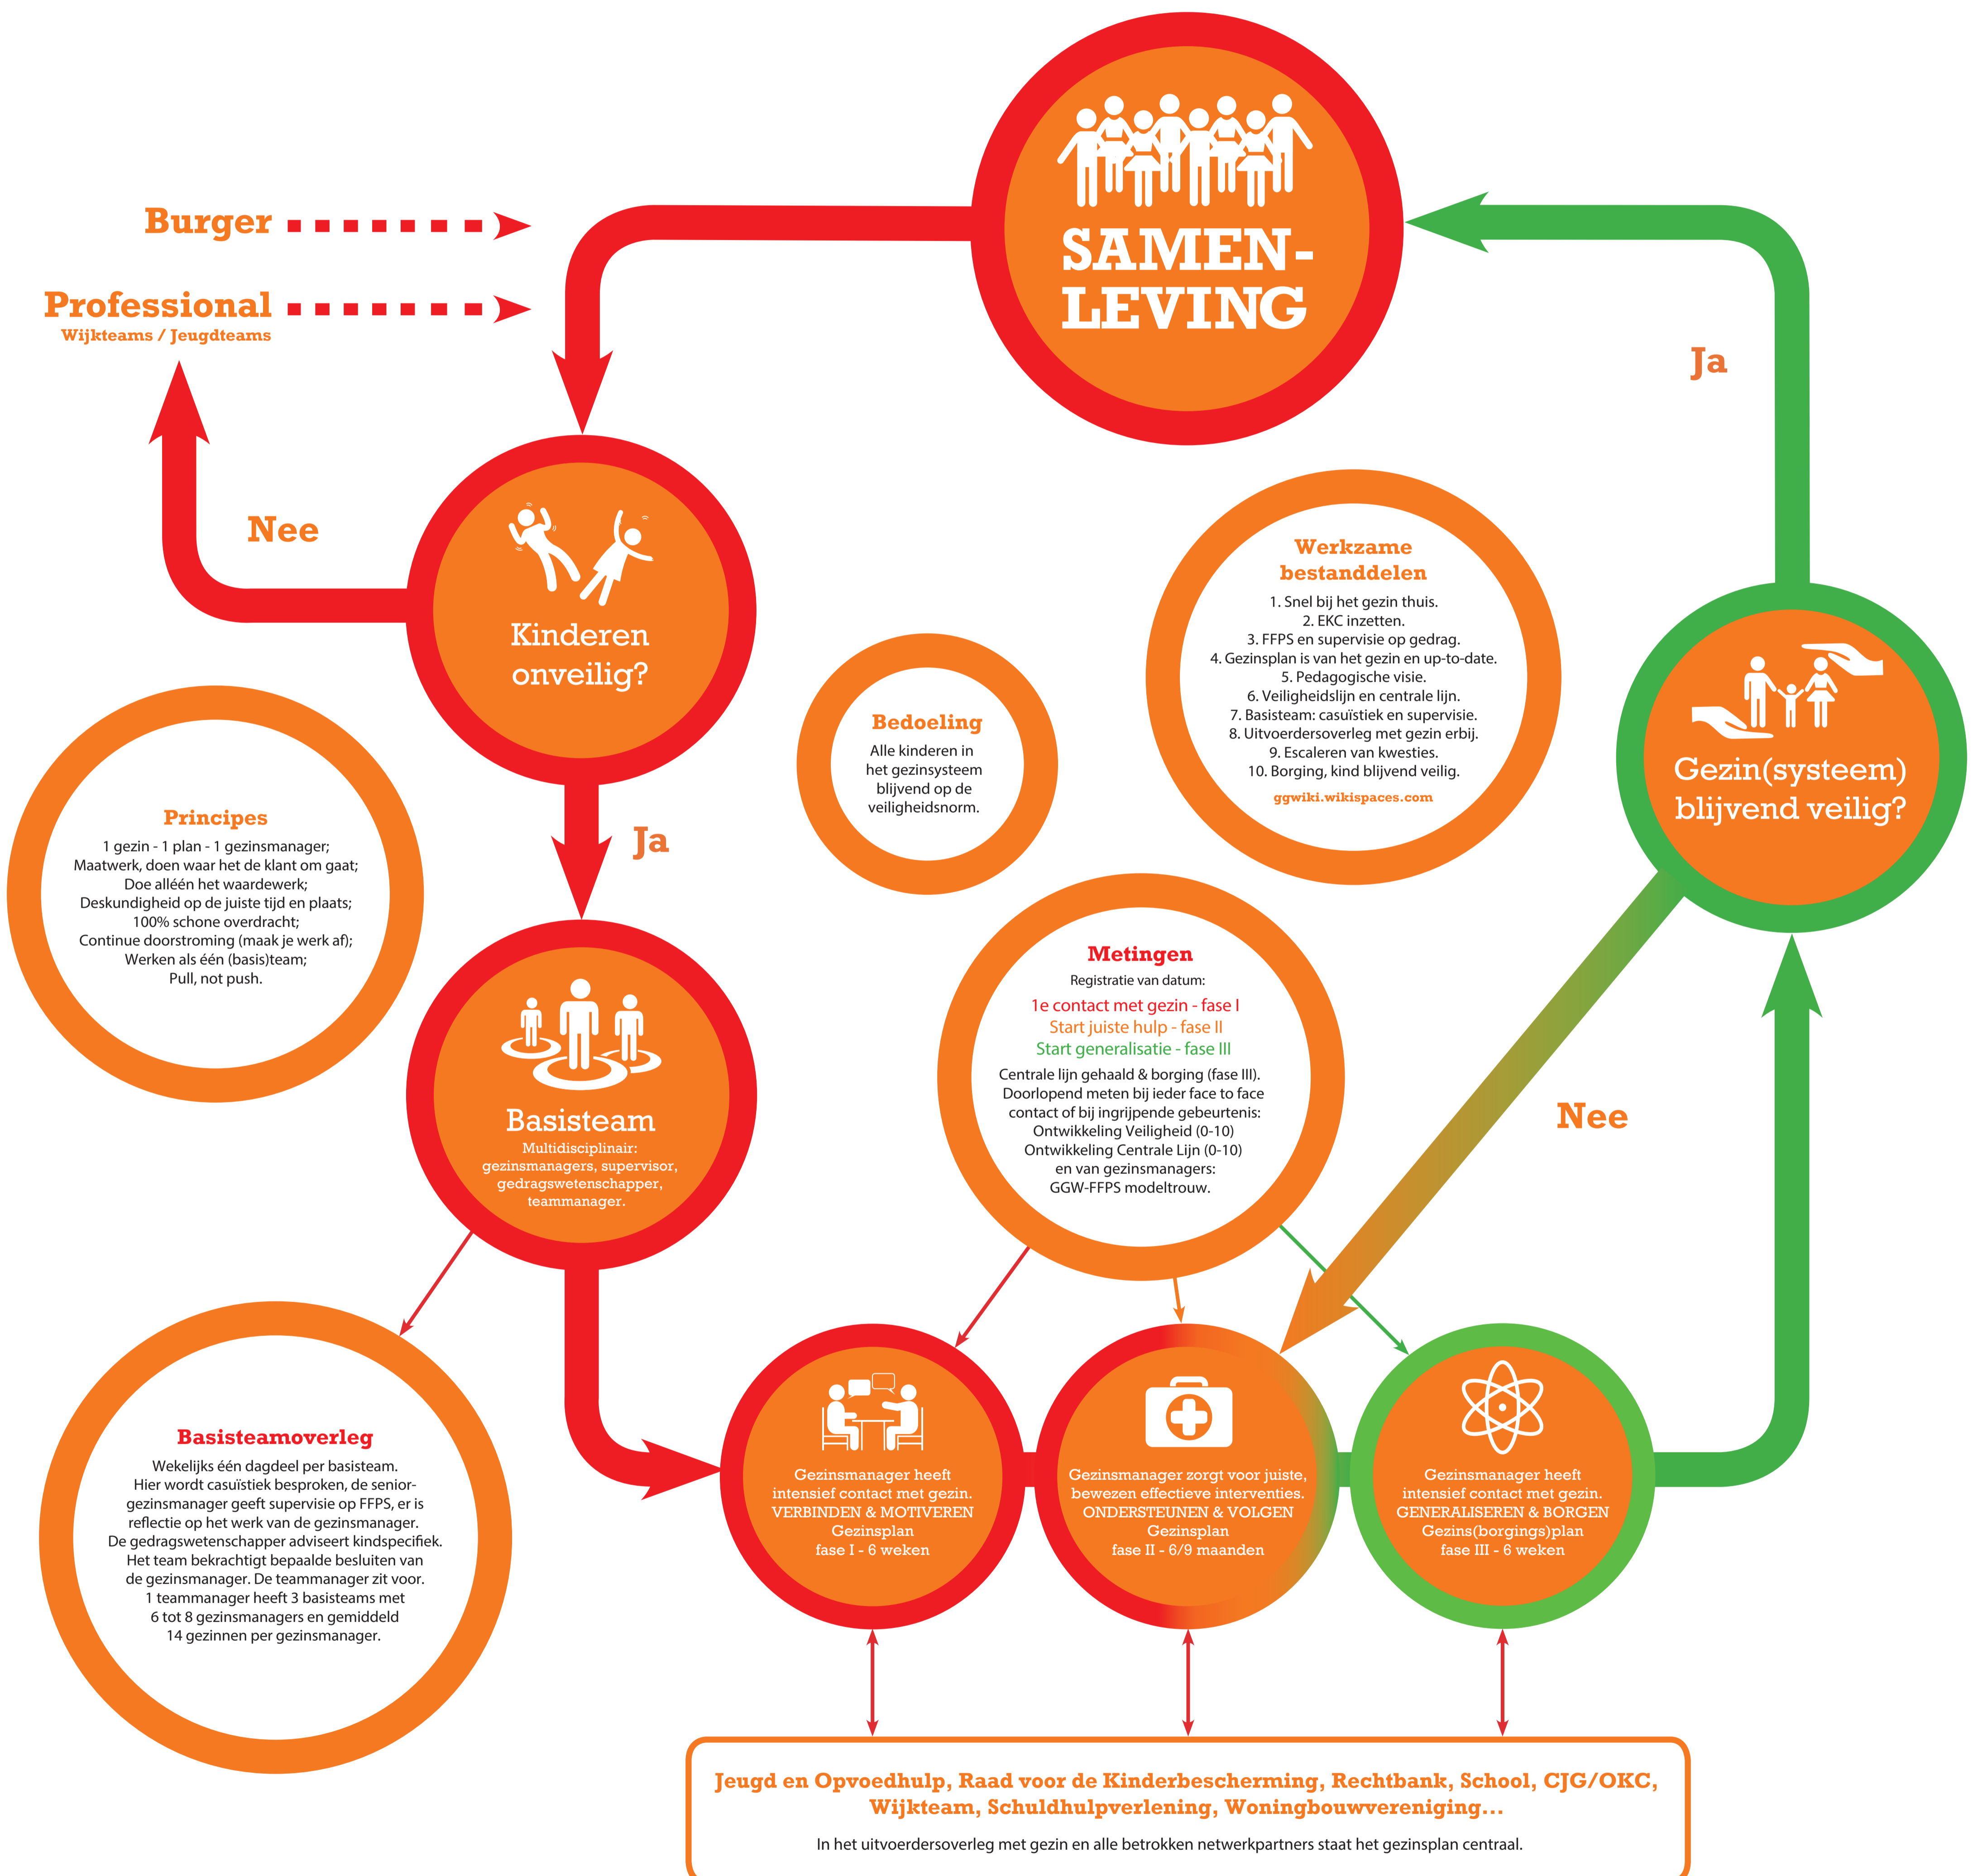 SAMEN-
LEVING
Burger
Professional
Wijkteams / Jeugdteams
Ja
Nee
Kinderen
onveilig?
Werkzame
bestanddelen
1. Snel bij het gezin thuis.
2. EKC inzetten.
3. FFPS en supervisie op gedrag.
4. Gezinsplan is van het gezin en up-to-date.
5. Pedagogische visie.
6. Veiligheidslijn en centrale lijn.
7. Basisteam: casuïstiek en supervisie.
8. Uitvoerdersoverleg met gezin erbij.
9. Escaleren van kwesties.
10. Borging, kind blijvend veilig.
ggwiki.wikispaces.com
Gezin(systeem)
blijvend veilig?
Bedoeling
Alle kinderen in
het gezinsysteem
blijvend op de
veiligheidsnorm.
Principes
1 gezin - 1 plan - 1 gezinsmanager;
Maatwerk, doen waar het de klant om gaat;
Doe alléén het waardewerk;
Deskundigheid op de juiste tijd en plaats;
100% schone overdracht;
Continue doorstroming (maak je werk af);
Werken als één (basis)team;
Pull, not push.
Ja
Metingen
Registratie van datum:
1e contact met gezin - fase I
Start juiste hulp - fase II
Start generalisatie - fase III
Centrale lijn gehaald & borging (fase III).
Doorlopend meten bij ieder face to face
contact of bij ingrijpende gebeurtenis:
Ontwikkeling Veiligheid (0-10)
Ontwikkeling Centrale Lijn (0-10)
en van gezinsmanagers:
GGW-FFPS modeltrouw.
Nee
Basisteam
Multidisciplinair:
gezinsmanagers, supervisor,
gedragswetenschapper,
teammanager.
Basisteamoverleg
Wekelijks één dagdeel per basisteam.
Hier wordt casuïstiek besproken, de senior-
gezinsmanager geeft supervisie op FFPS, er is
reflectie op het werk van de gezinsmanager.
De gedragswetenschapper adviseert kindspecifiek.
Het team bekrachtigt bepaalde besluiten van
de gezinsmanager. De teammanager zit voor.
1 teammanager heeft 3 basisteams met
6 tot 8 gezinsmanagers en gemiddeld
14 gezinnen per gezinsmanager.
Gezinsmanager heeft
intensief contact met gezin.
VERBINDEN & MOTIVEREN
Gezinsplan
fase I - 6 weken
Gezinsmanager zorgt voor juiste,
bewezen effectieve interventies.
ONDERSTEUNEN & VOLGEN
Gezinsplan
fase II - 6/9 maanden
Gezinsmanager heeft
intensief contact met gezin.
GENERALISEREN & BORGEN
Gezins(borgings)plan
fase III - 6 weken
Jeugd en Opvoedhulp, Raad voor de Kinderbescherming, Rechtbank, School, CJG/OKC,
Wijkteam, Schuldhulpverlening, Woningbouwvereniging...
In het uitvoerdersoverleg met gezin en alle betrokken netwerkpartners staat het gezinsplan centraal.